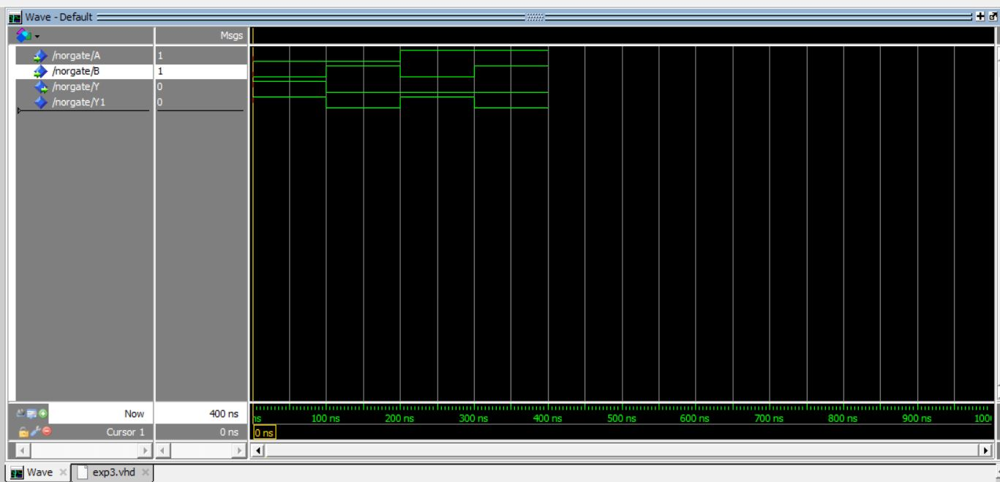 Wave - Default
Msgs
/norgate/A 1
/norgate/B 1
/norgate/Y 0
/norgate/Y1 0
Now 400 ns
ns 100 ns 200 ns 300 ns 400 ns 500 ns 600 ns 700 ns 800 ns 900 ns 100
Cursor 1 0 ns 0 ns
Wave exp3.vhd